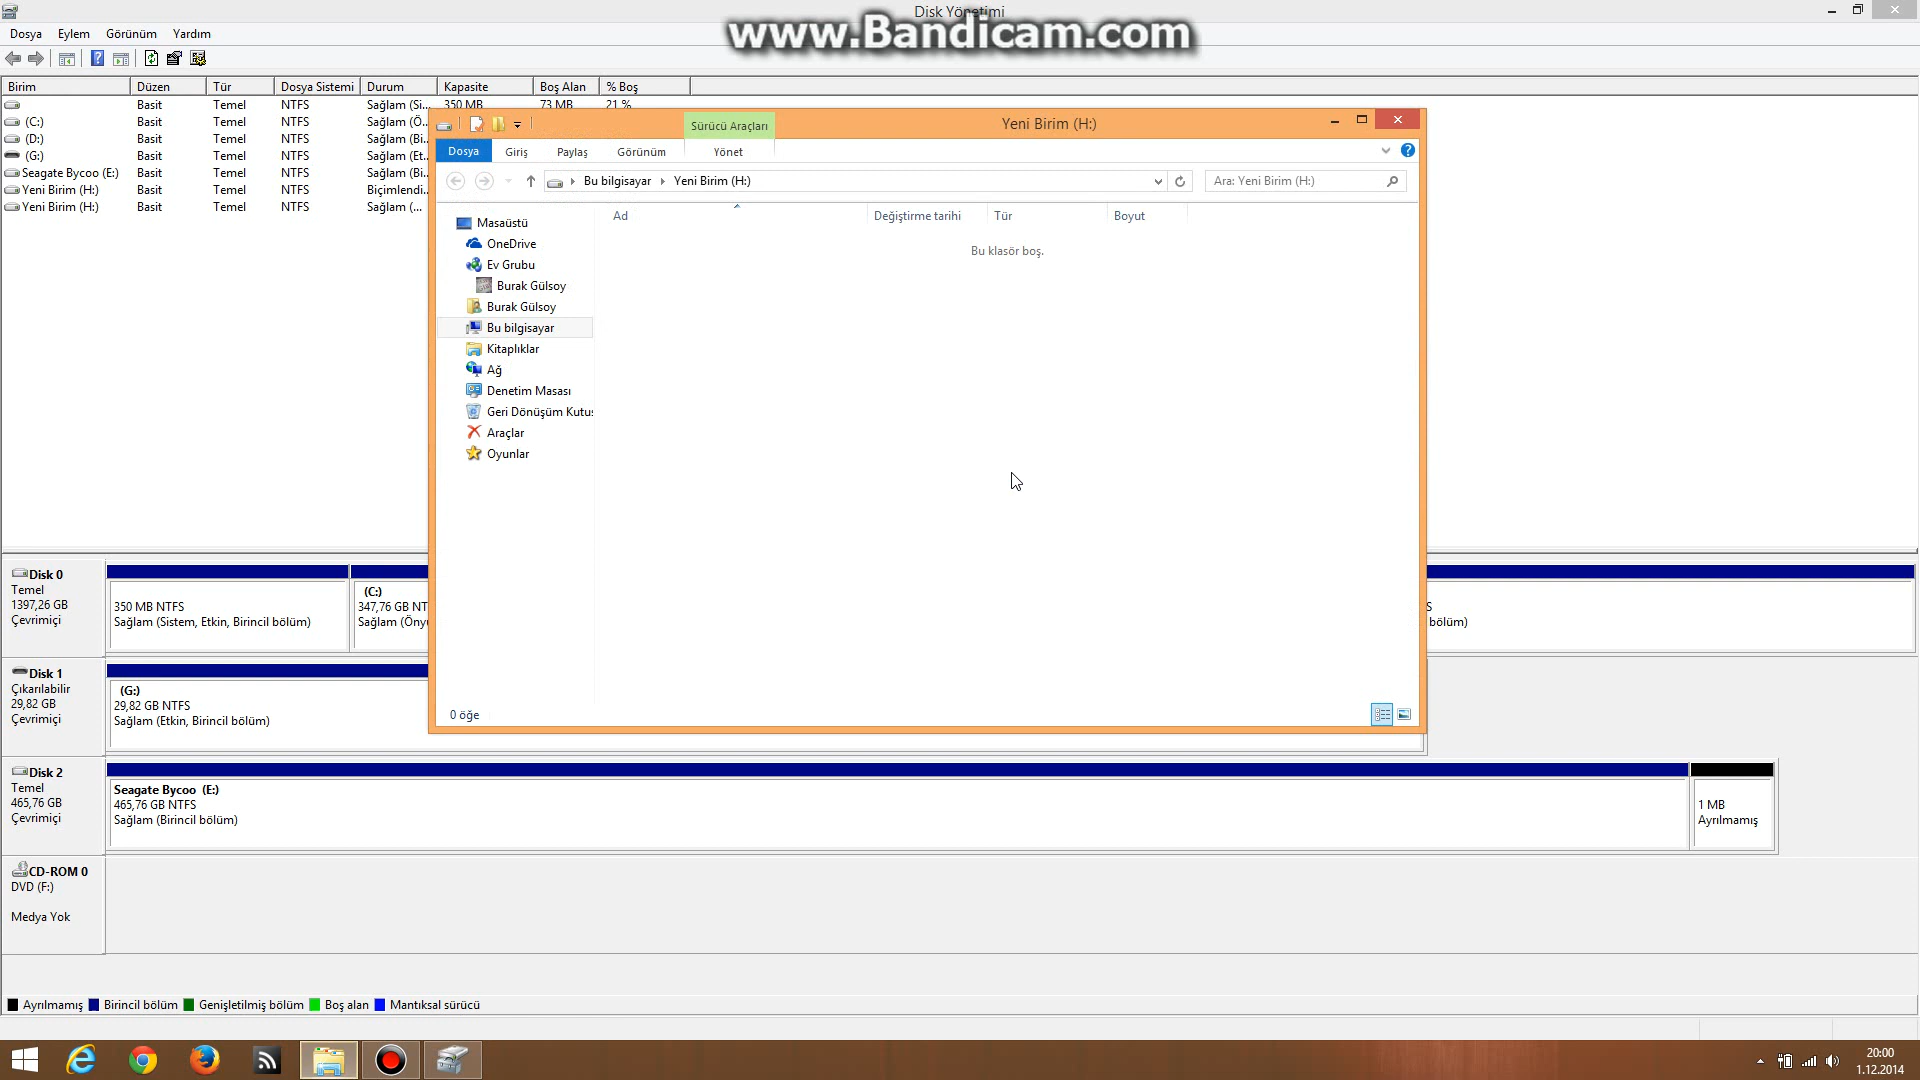 Disk Yönetimi
www.Bandicam.com
Dosya Eylem Görünüm Yardım
Birim Düzen Tür Dosya Sistemi Durum Kapasite Boş Alan % Boş
Basit Temel NTFS Sağlam (Si... 350 MB 73 MB 21 %
(C:) Basit Temel NTFS Sağlam (Ö...
(D:) Basit Temel NTFS Sağlam (Bi...
(G:) Basit Temel NTFS Sağlam (Et...
Seagate Bycoo (E:) Basit Temel NTFS Sağlam (Bi...
Yeni Birim (H:) Basit Temel NTFS Biçimlendi...
Yeni Birim (H:) Basit Temel NTFS Sağlam (...
Sürücü Araçları Yeni Birim (H:)
Dosya Giriş Paylaş Görünüm Yönet
Bu bilgisayar Yeni Birim (H:) Ara: Yeni Birim (H:)
Ad Değiştirme tarihi Tür Boyut
Bu klasör boş.
Masaüstü
OneDrive
Ev Grubu
Burak Gülsoy
Burak Gülsoy
Bu bilgisayar
Kitaplıklar
Ağ
Denetim Masası
Geri Dönüşüm Kutus
Araçlar
Oyunlar
0 öğe
Disk 0
Temel
1397,26 GB
Çevrimiçi
350 MB NTFS
Sağlam (Sistem, Etkin, Birincil bölüm)
(C:)
347,76 GB NT
Sağlam (Öny
S
bölüm)
Disk 1
Çıkarılabilir
29,82 GB
Çevrimiçi
(G:)
29,82 GB NTFS
Sağlam (Etkin, Birincil bölüm)
Disk 2
Temel
465,76 GB
Çevrimiçi
Seagate Bycoo (E:)
465,76 GB NTFS
Sağlam (Birincil bölüm)
1 MB
Ayrılmamış
CD-ROM 0
DVD (F:)
Medya Yok
Ayrılmamış Birincil bölüm Genişletilmiş bölüm Boş alan Mantıksal sürücü
20:00
1.12.2014